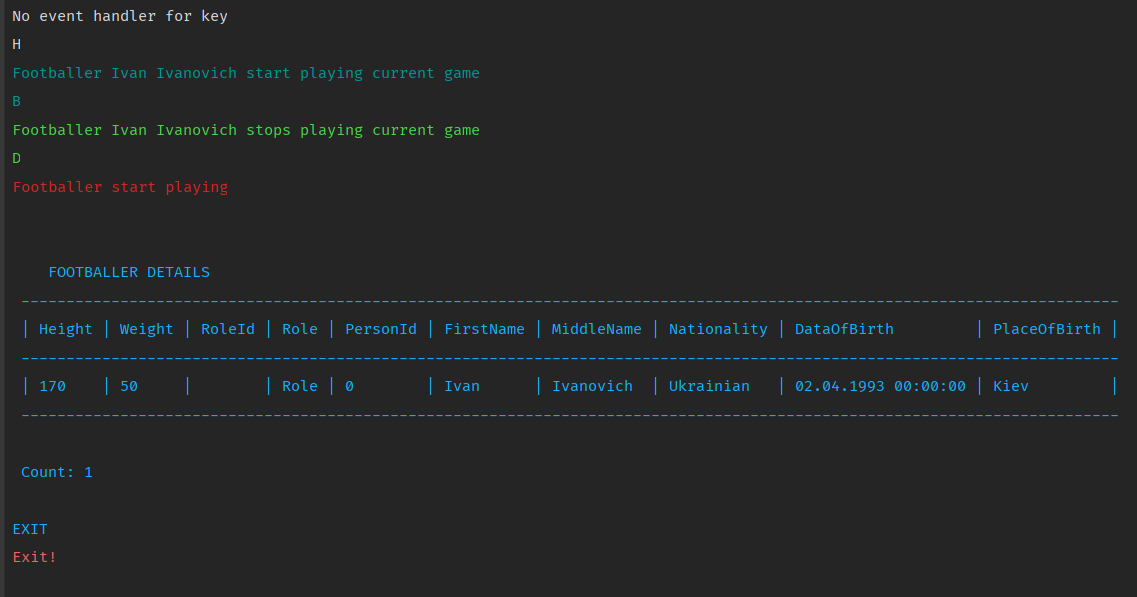 No event handler for key
H
Footballer Ivan Ivanovich start playing current game
B
Footballer Ivan Ivanovich stops playing current game
D
Footballer start playing
FOOTBALLER DETAILS
--------------------------------------------------------------------------------------------------------------------------
| Height | Weight | RoleId | Role | PersonId | FirstName | MiddleName | Nationality | DataOfBirth         | PlaceOfBirth |
--------------------------------------------------------------------------------------------------------------------------
| 170    | 50     |        | Role | 0        | Ivan      | Ivanovich  | Ukrainian   | 02.04.1993 00:00:00 | Kiev         |
--------------------------------------------------------------------------------------------------------------------------
Count: 1
EXIT
Exit!